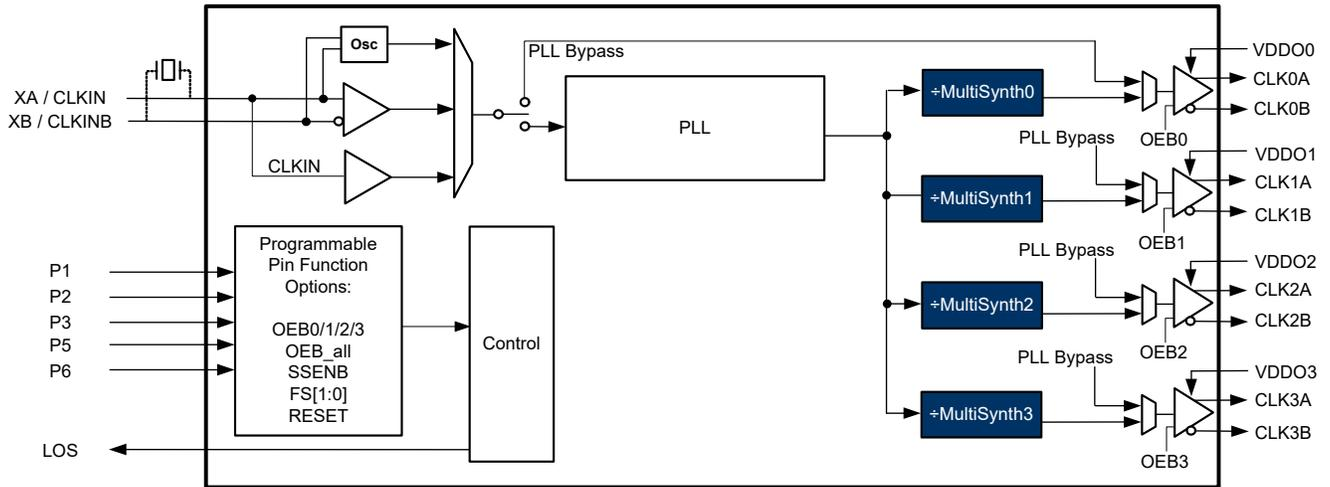 Osc
PLL Bypass
XA / CLKIN
XB / CLKINB
CLKIN
PLL
÷MultiSynth0
VDDO0
CLK0A
CLK0B
OEB0
PLL Bypass
÷MultiSynth1
VDDO1
CLK1A
CLK1B
OEB1
PLL Bypass
÷MultiSynth2
VDDO2
CLK2A
CLK2B
OEB2
PLL Bypass
÷MultiSynth3
VDDO3
CLK3A
CLK3B
OEB3
P1
P2
P3
P5
P6
Programmable
Pin Function
Options:
OEB0/1/2/3
OEB_all
SSENB
FS[1:0]
RESET
Control
LOS